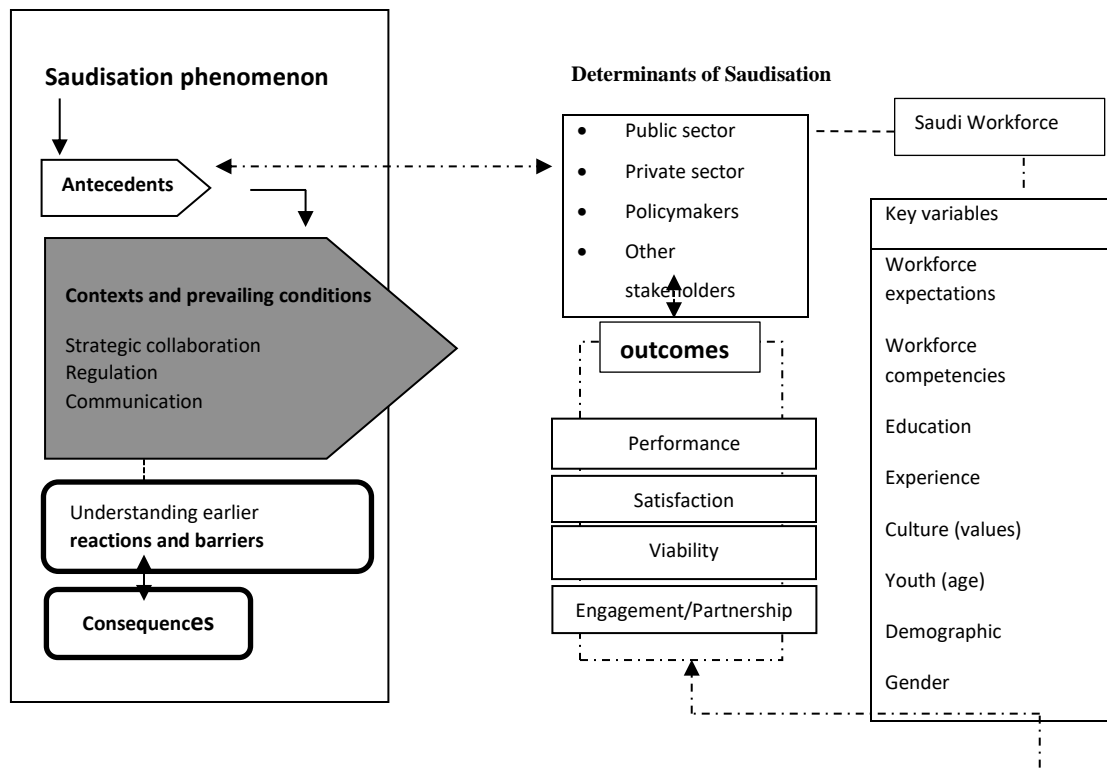 Saudisation phenomenon
Antecedents
Contexts and prevailing conditions
Strategic collaboration
Regulation
Communication
Understanding earlier
reactions and barriers
Consequences
Determinants of Saudisation
• Public sector
• Private sector
• Policymakers
• Other
stakeholders
outcomes
Performance
Satisfaction
Viability
Engagement/Partnership
Saudi Workforce
Key variables
Workforce
expectations
Workforce
competencies
Education
Experience
Culture (values)
Youth (age)
Demographic
Gender